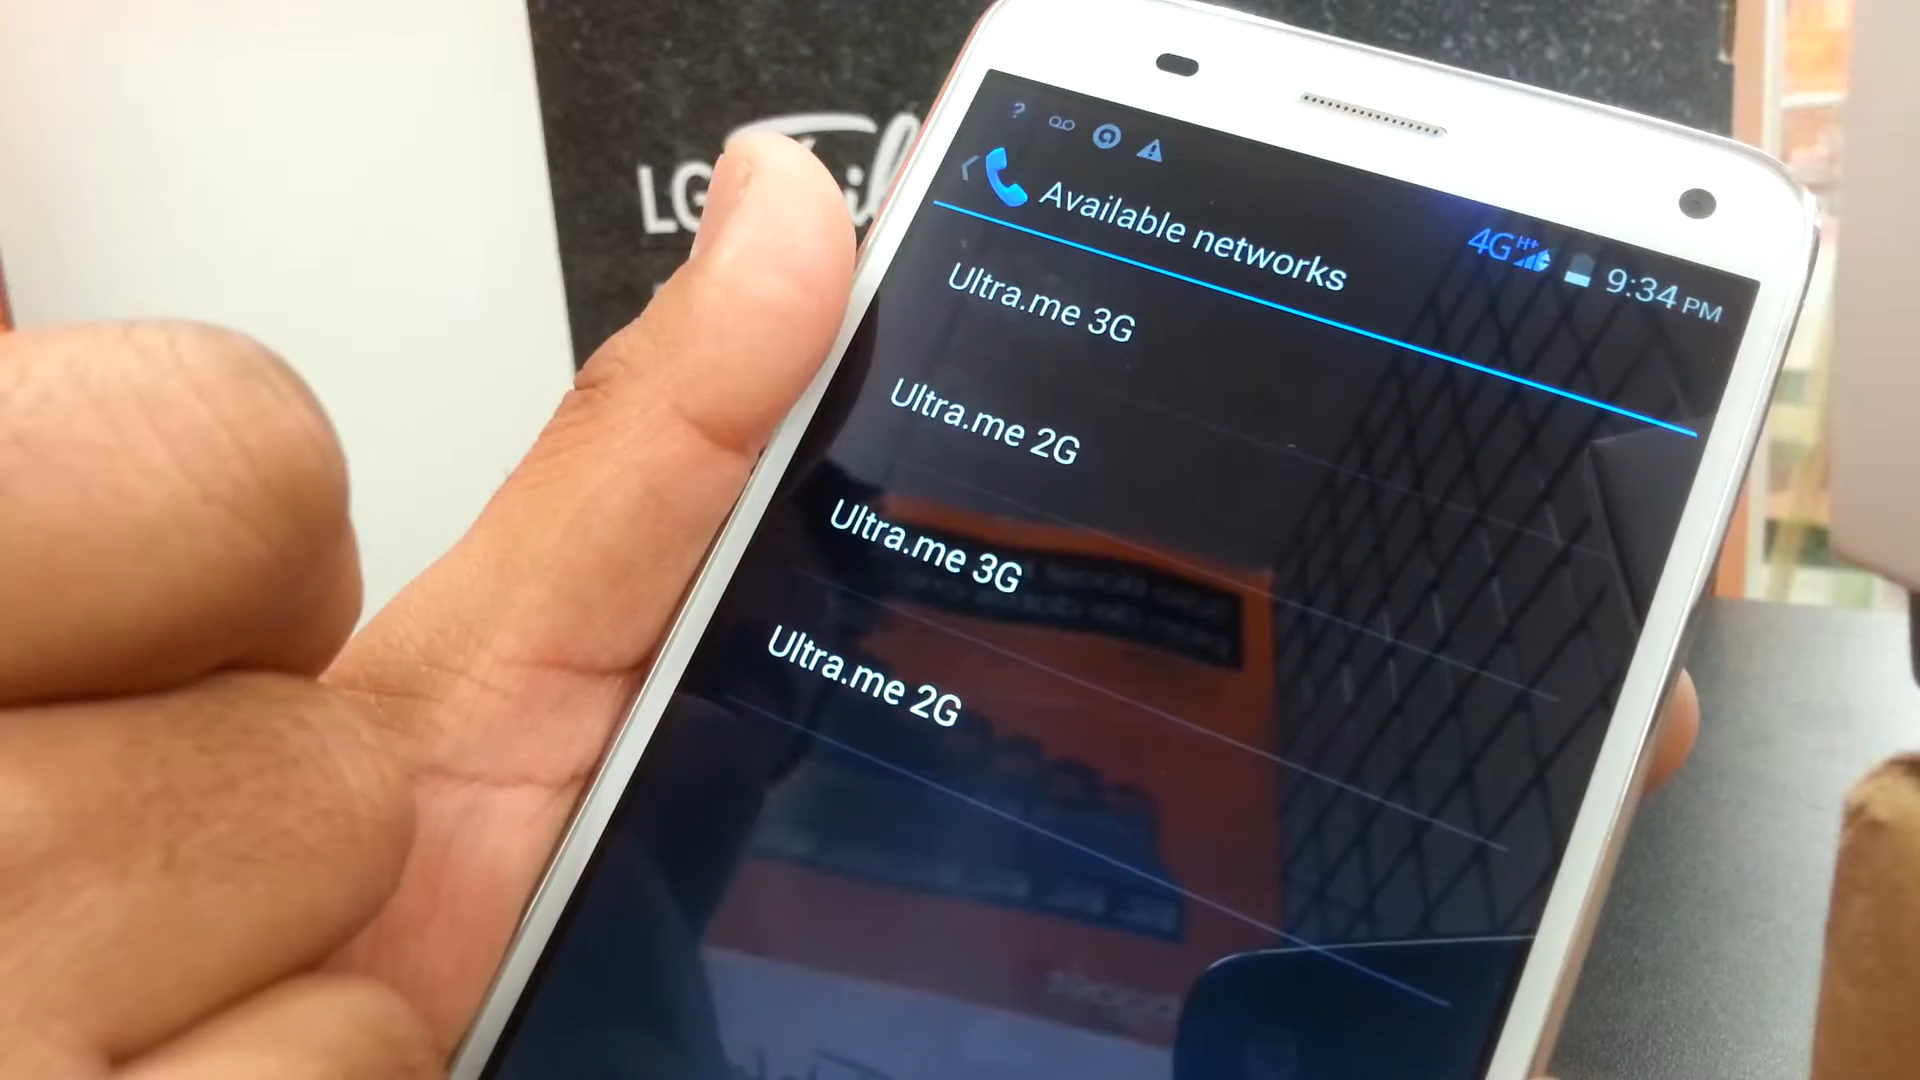 LG
?
4G H+
9:34 PM
Available networks
Ultra.me 3G
Ultra.me 2G
Ultra.me 3G
Ultra.me 2G